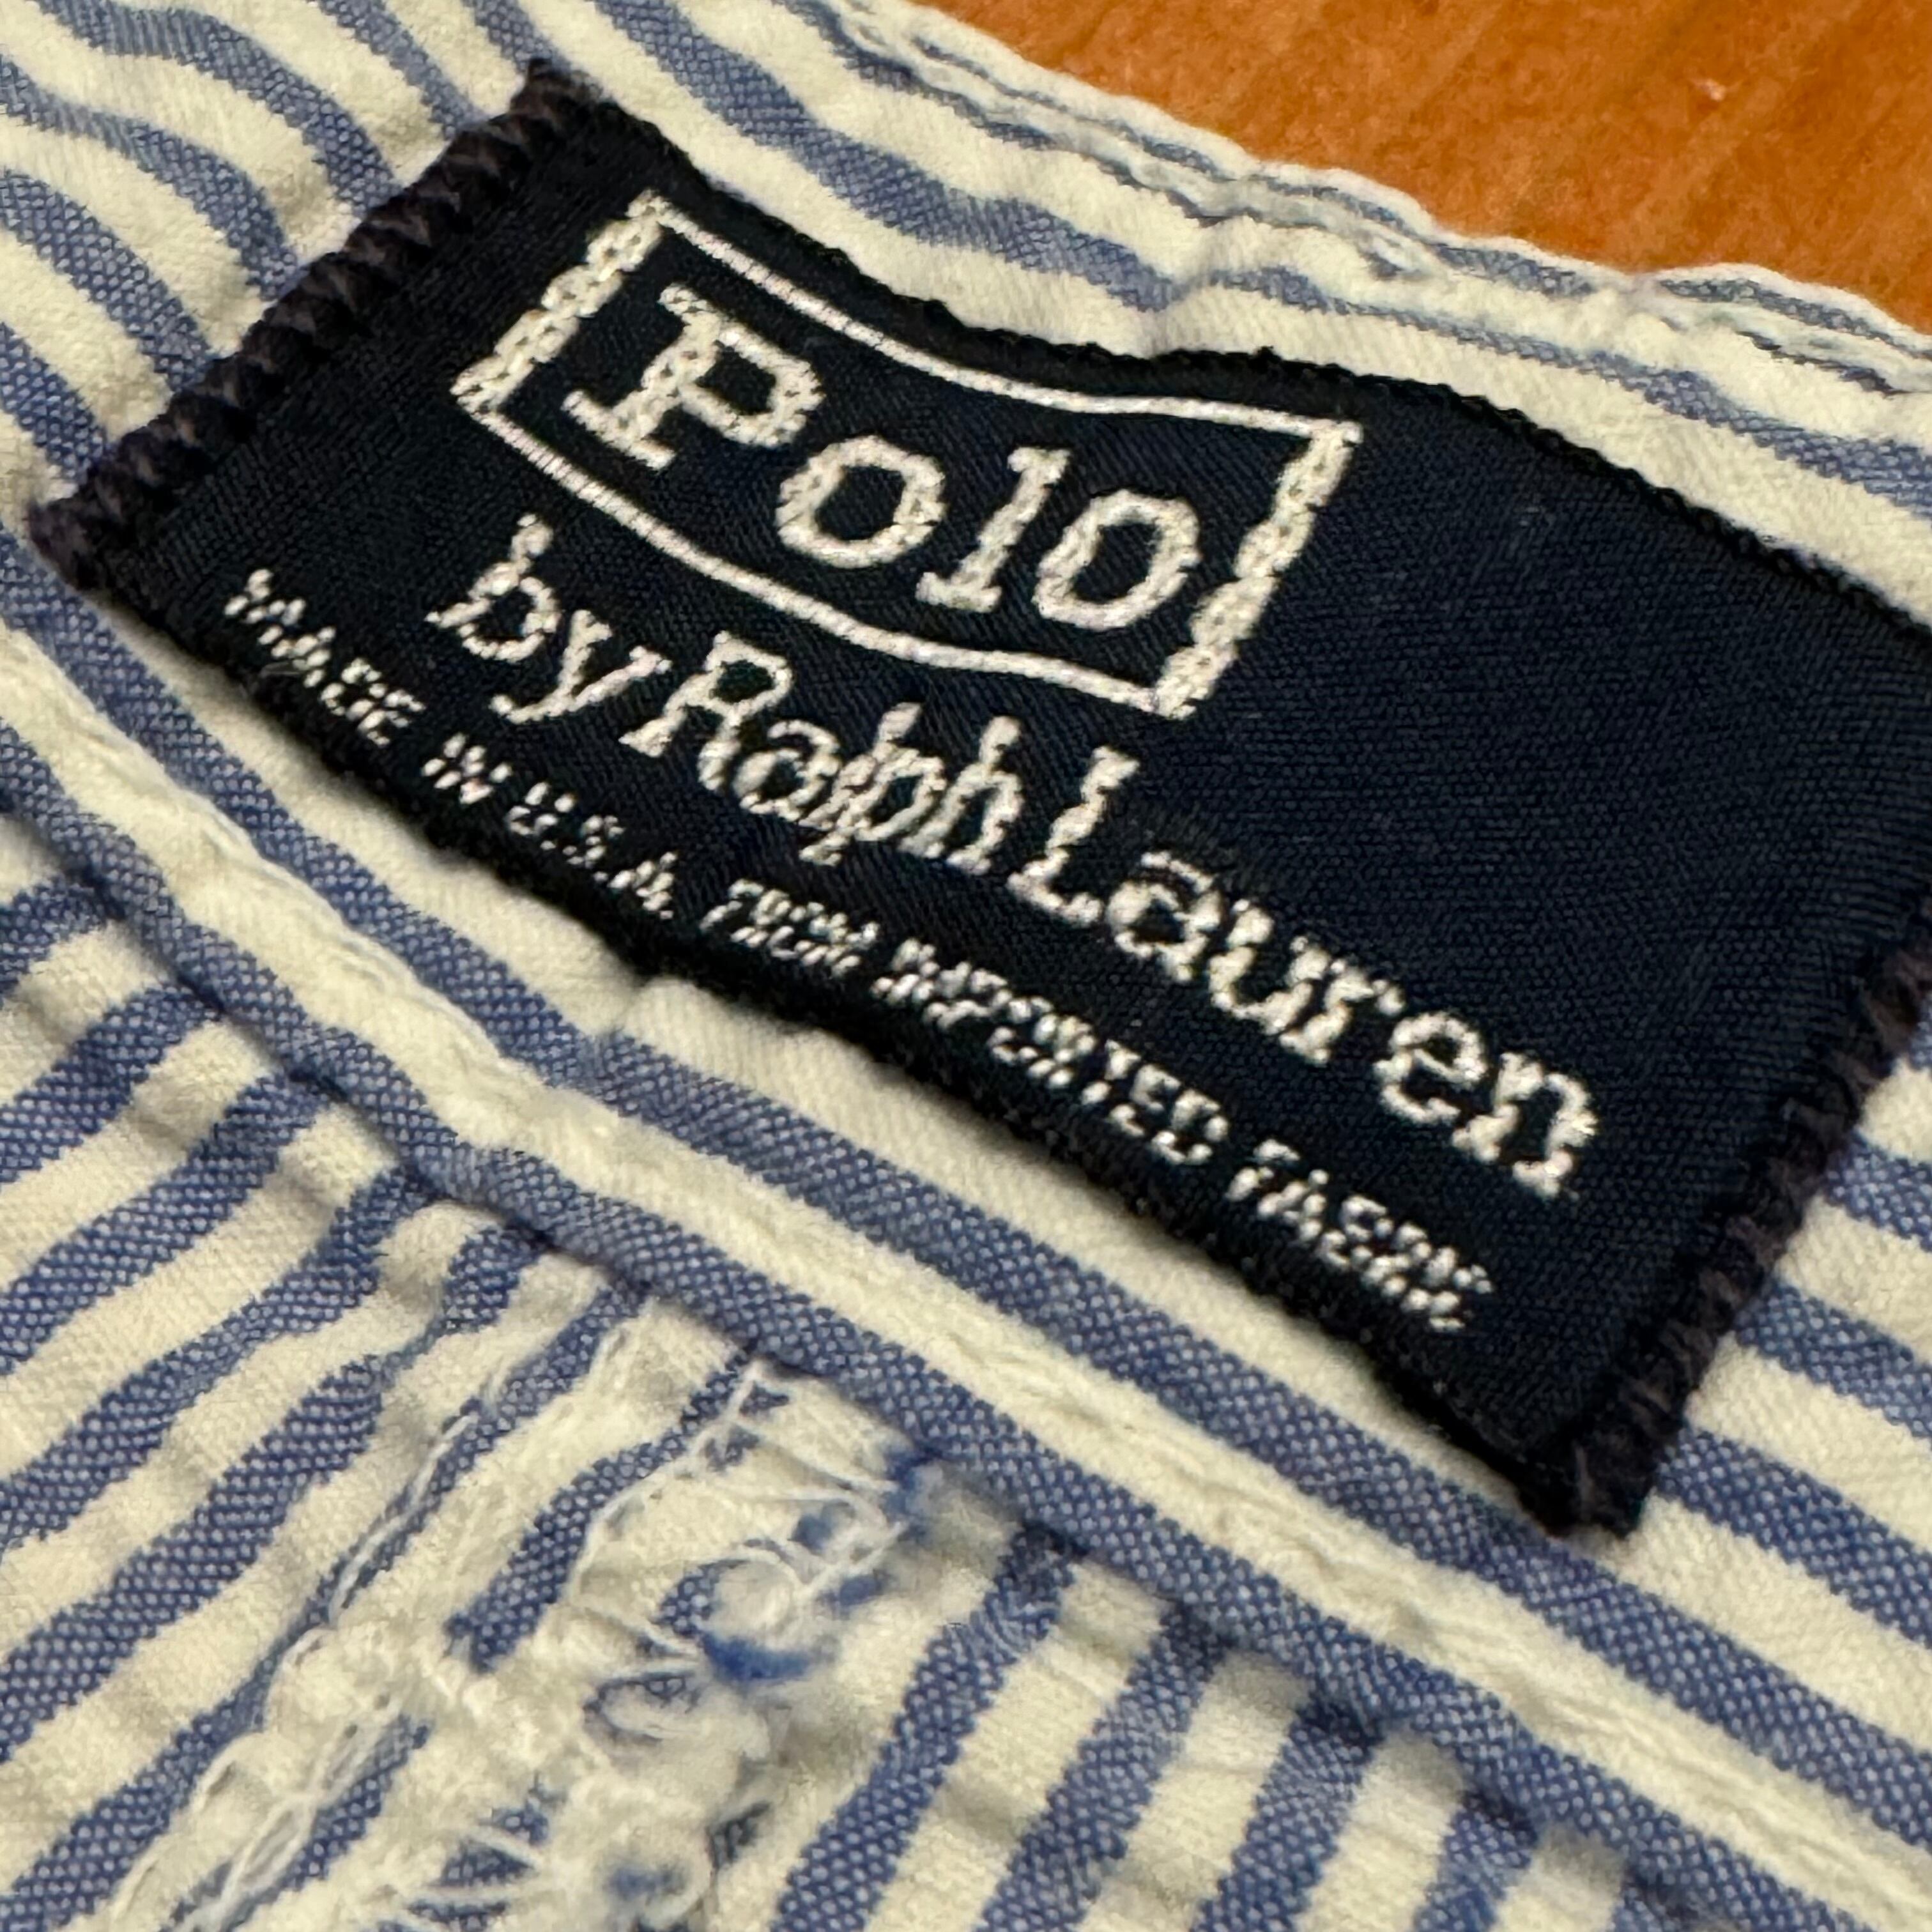 Polo
by Ralph Lauren
MADE IN U.S.A. FROM IMPORTED FABRIC